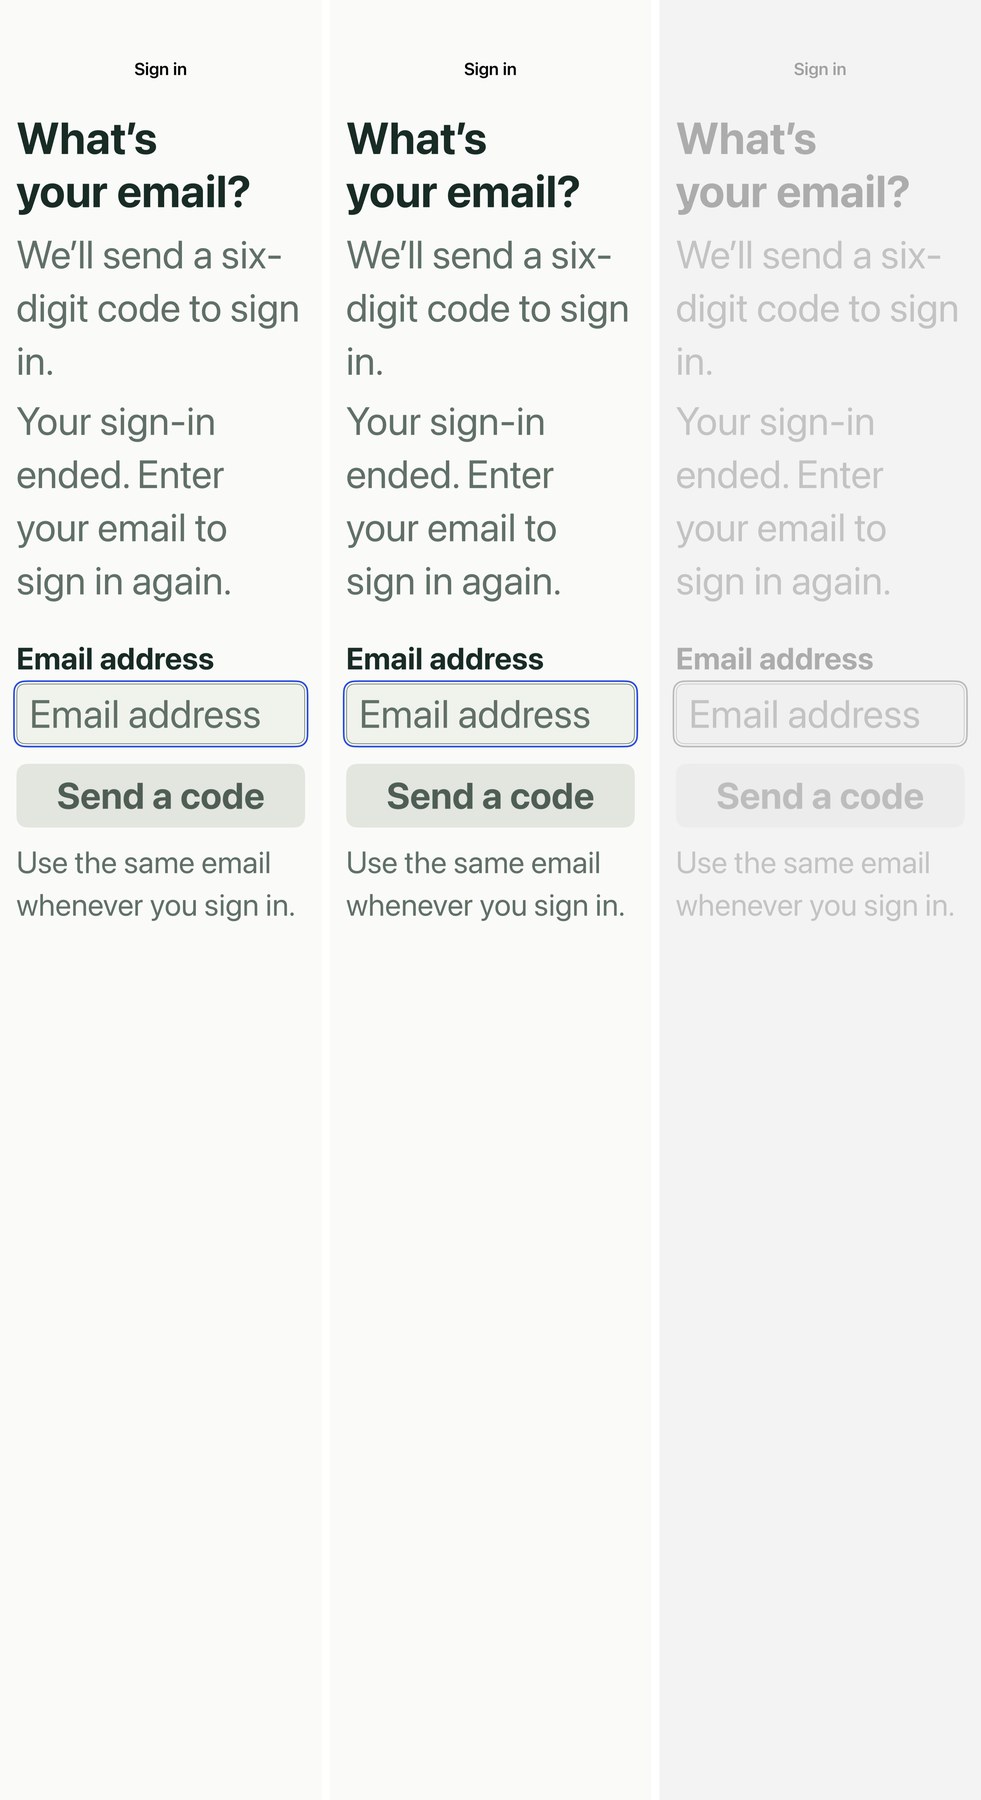 Sign in
What’s
your email?
We’ll send a six-
digit code to sign
in.
Your sign-in
ended. Enter
your email to
sign in again.
Email address
Email address
Send a code
Use the same email
whenever you sign in.
Sign in
What’s
your email?
We’ll send a six-
digit code to sign
in.
Your sign-in
ended. Enter
your email to
sign in again.
Email address
Email address
Send a code
Use the same email
whenever you sign in.
Sign in
What’s
your email?
We’ll send a six-
digit code to sign
in.
Your sign-in
ended. Enter
your email to
sign in again.
Email address
Email address
Send a code
Use the same email
whenever you sign in.